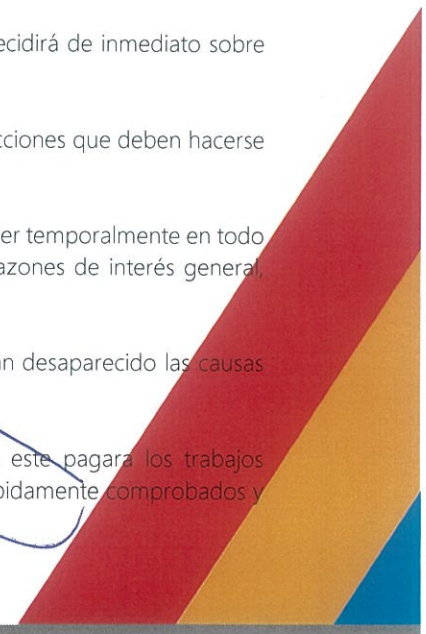 ecidirá de inmediato sobre
cciones que deben hacerse
er temporalmente en todo
azones de interés general,
n desaparecido las causas
este pagara los trabajos
bidamente comprobados y